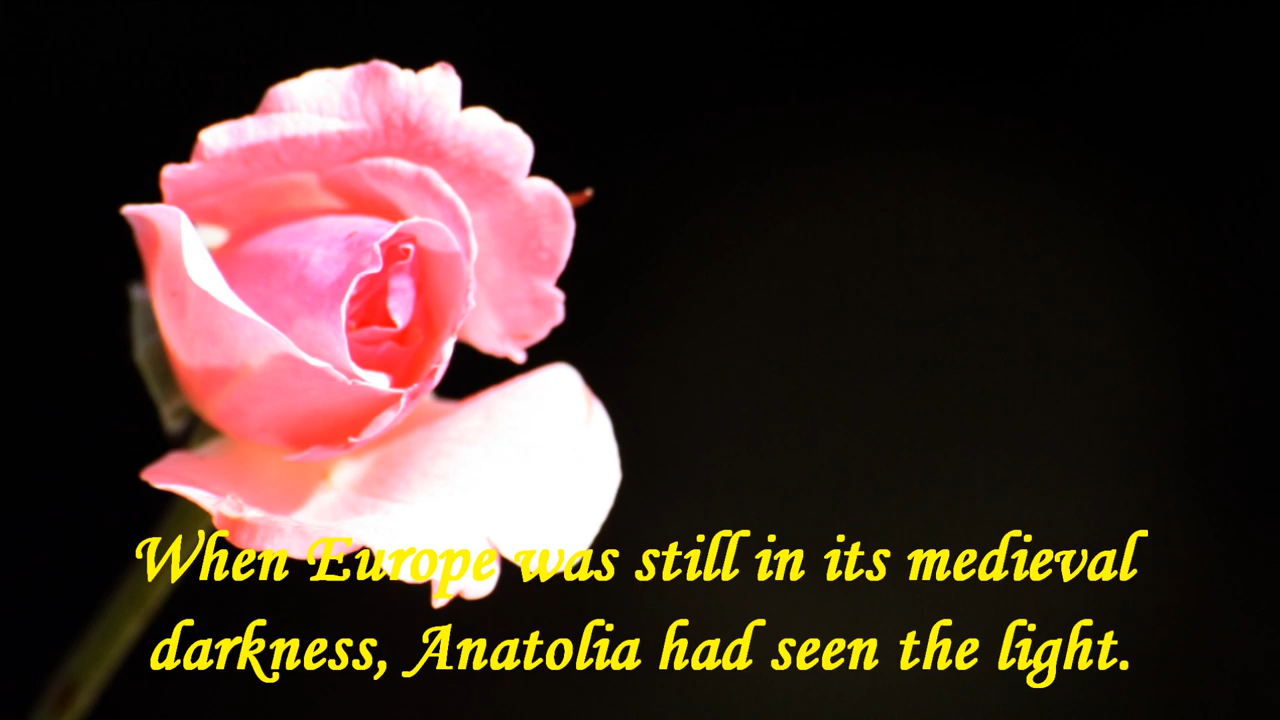 When Europe was still in its medieval
darkness, Anatolia had seen the light.